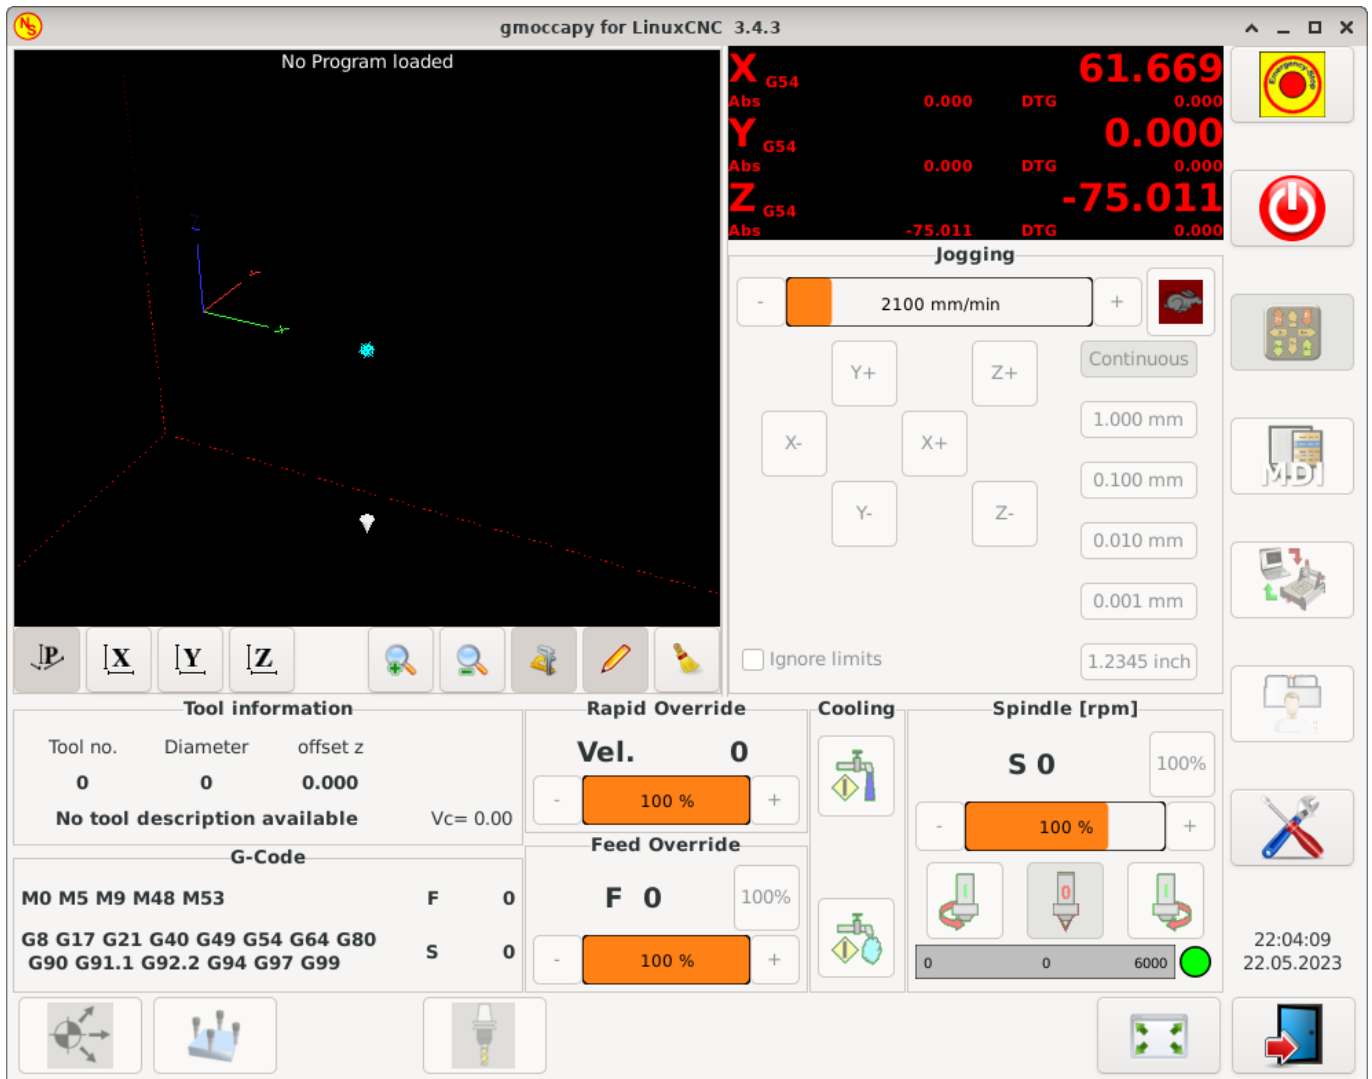 gmoccapy for LinuxCNC 3.4.3
No Program loaded
X G54 61.669
Abs 0.000 DTG 0.000
Y G54 0.000
Abs 0.000 DTG 0.000
Z G54 -75.011
Abs -75.011 DTG 0.000
Emergency-Stop
Jogging
- 2100 mm/min +
Y+ Z+
Continuous
X- X+
1.000 mm
0.100 mm
Y- Z-
0.010 mm
0.001 mm
Ignore limits
1.2345 inch
MDI
P X Y Z
Tool information
Tool no. Diameter offset z
0 0 0.000
No tool description available Vc= 0.00
Rapid Override
Vel. 0
- 100 % +
Cooling
Spindle [rpm]
S 0 100%
- 100 % +
G-Code
M0 M5 M9 M48 M53 F 0
G8 G17 G21 G40 G49 G54 G64 G80
G90 G91.1 G92.2 G94 G97 G99
S 0
Feed Override
F 0 100%
- 100 % +
0 0 6000
22:04:09
22.05.2023